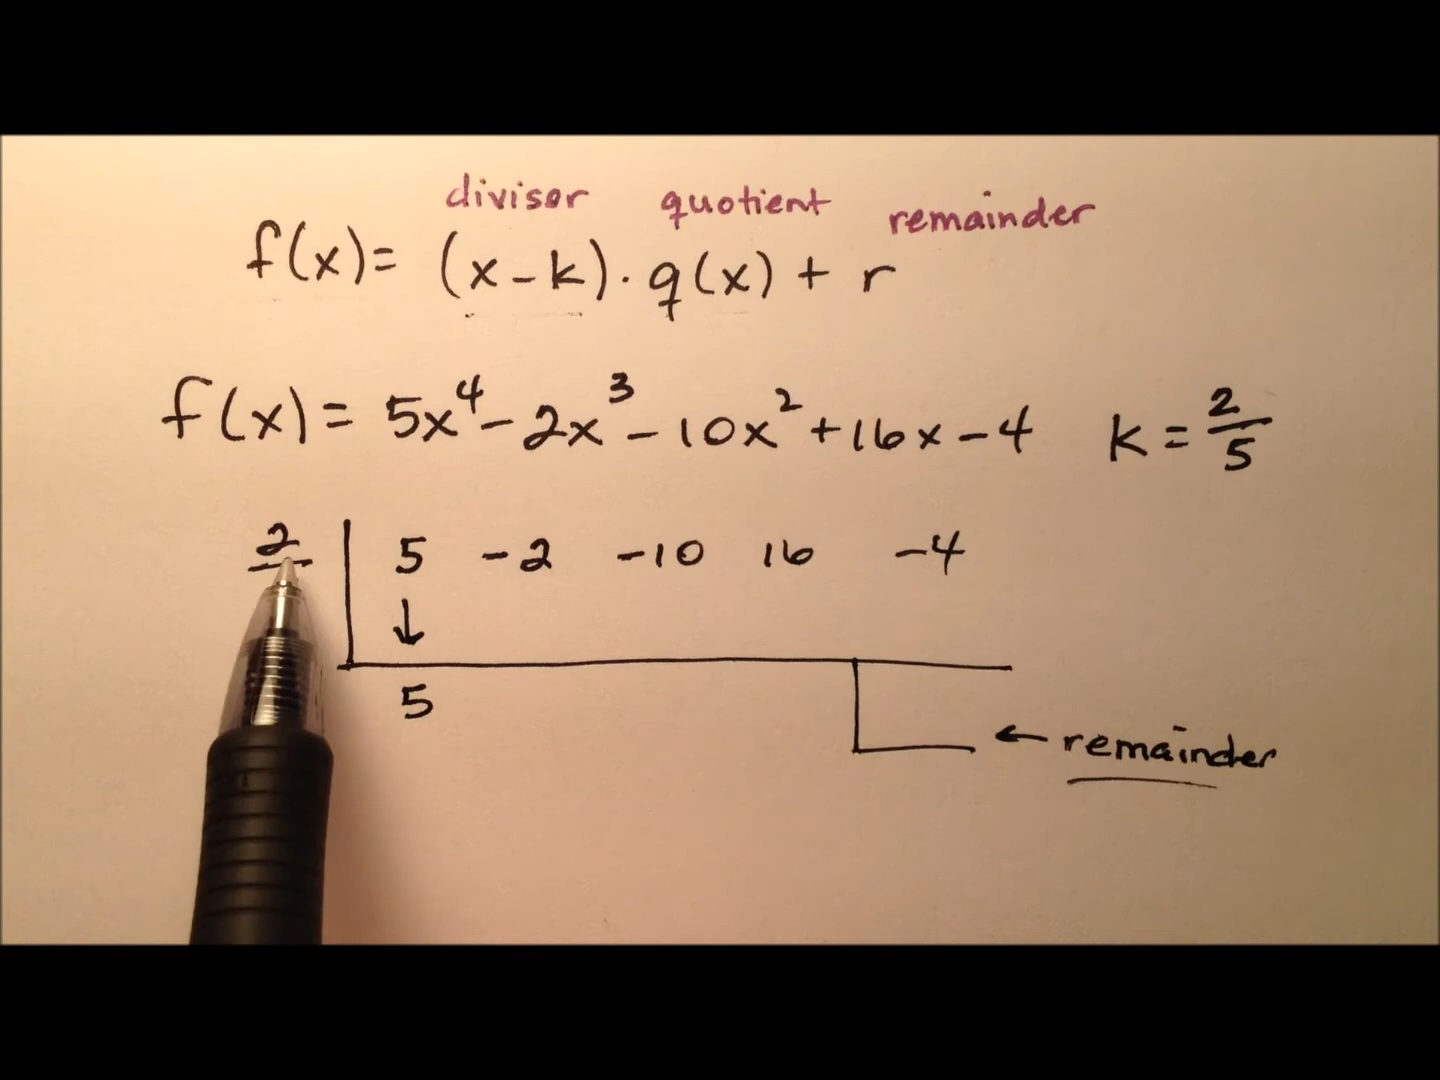 divisor quotient remainder
f(x)= (x-k)·q(x)+r
f(x)= 5x⁴-2x³-10x²+16x-4 k=2/5
2 5 -2 -10 16 -4
↓
5
← remainder